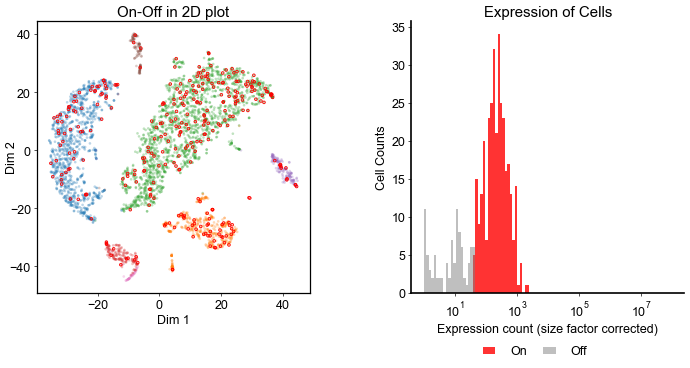 On-Off in 2D plot
Dim 2
40
20
0
−20
−40
−20
0
20
40
Dim 1
Expression of Cells
Cell Counts
35
30
25
20
15
10
5
0
10^1
10^3
10^5
10^7
Expression count (size factor corrected)
On
Off